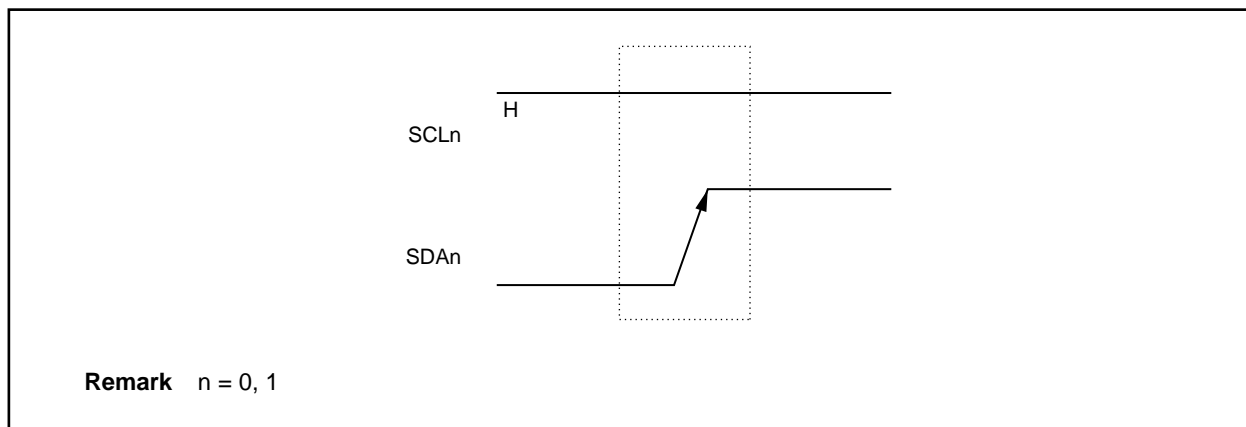 H
SCLn
SDAn
Remark n = 0, 1